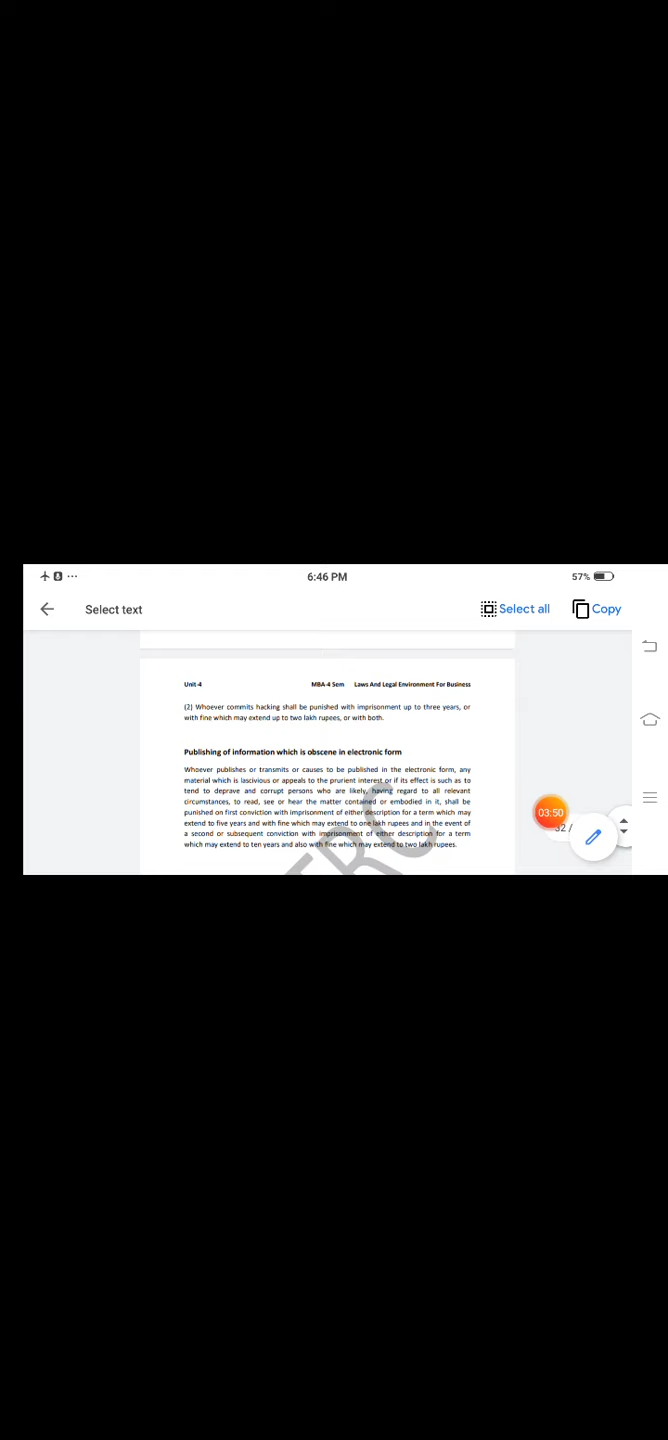 6:46 PM
57%
Select text
Select all
Copy
Unit-4 MBA-4 Sem Laws And Legal Environment For Business
(2) Whoever commits hacking shall be punished with imprisonment up to three years, or
with fine which may extend up to two lakh rupees, or with both.
Publishing of information which is obscene in electronic form
Whoever publishes or transmits or causes to be published in the electronic form, any
material which is lascivious or appeals to the prurient interest or if its effect is such as to
tend to deprave and corrupt persons who are likely, having regard to all relevant
circumstances, to read, see or hear the matter contained or embodied in it, shall be
punished on first conviction with imprisonment of either description for a term which may
extend to five years and with fine which may extend to one lakh rupees and in the event of
a second or subsequent conviction with imprisonment of either description for a term
which may extend to ten years and also with fine which may extend to two lakh rupees.
03:50